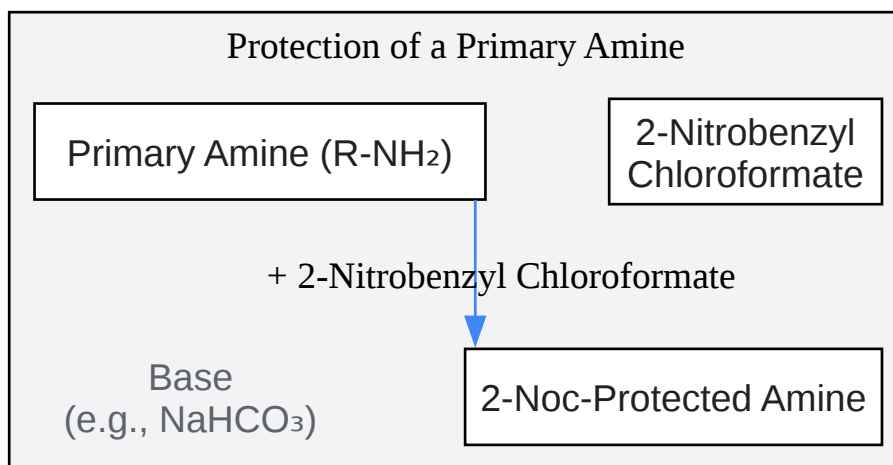 Protection of a Primary Amine
Primary Amine (R-NH₂)
2-Nitrobenzyl
Chloroformate
+ 2-Nitrobenzyl Chloroformate
Base
(e.g., NaHCO₃)
2-Noc-Protected Amine